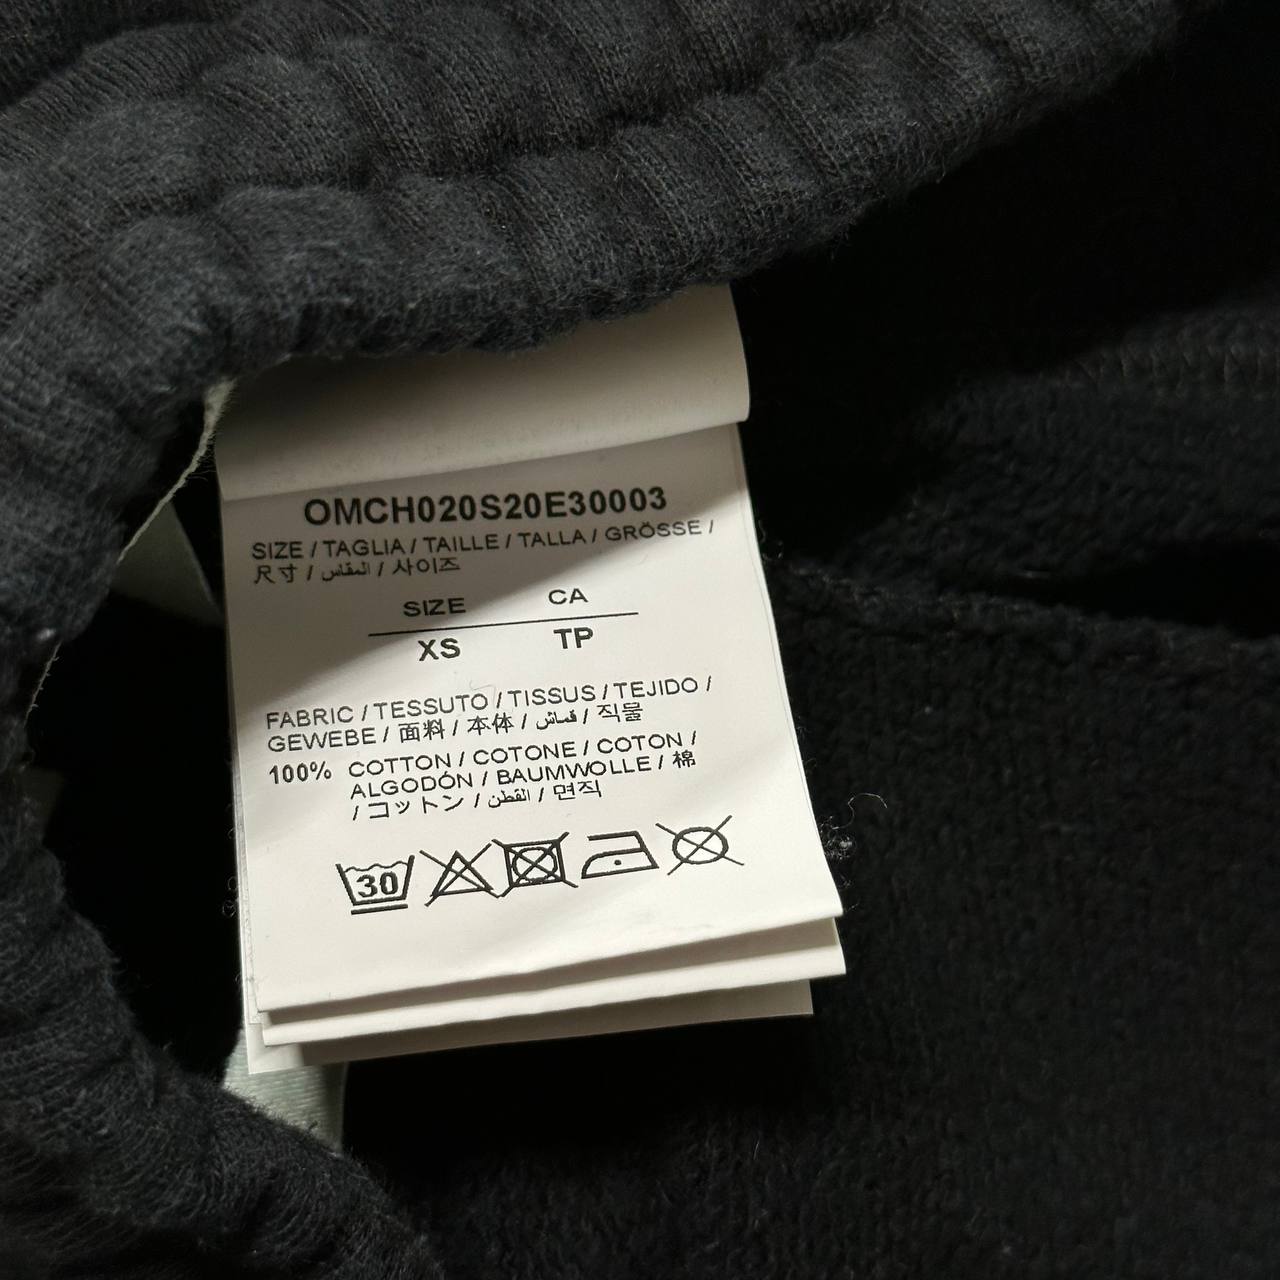 OMCH020S20E30003
SIZE / TAGLIA / TAILLE / TALLA / GRÖSSE /
尺寸 / المقاس / 사이즈
SIZE CA
XS TP
FABRIC / TESSUTO / TISSUS / TEJIDO /
GEWEBE / 面料 / 本体 / قماش / 직물
100% COTTON / COTONE / COTON /
ALGODÓN / BAUMWOLLE / 棉
/ コットン / القطن / 면직
30